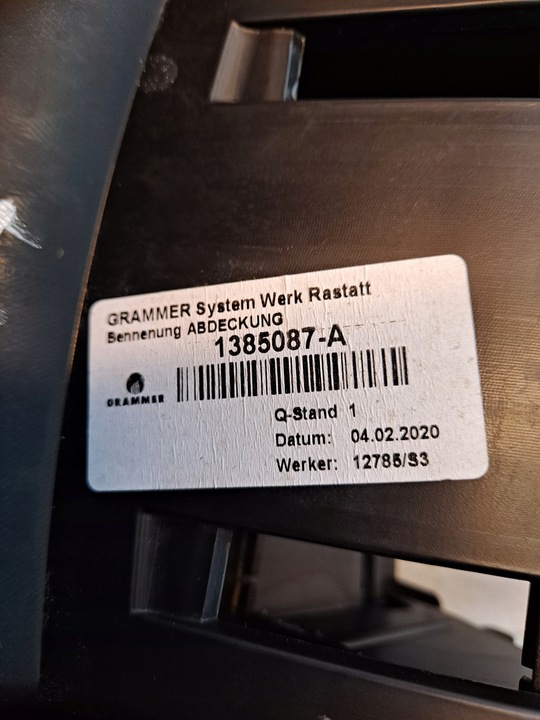 GRAMMER System Werk Rastatt
Bennenung ABDECKUNG
1385087-A
GRAMMER
Q-Stand 1
Datum: 04.02.2020
Werker: 12785/S3